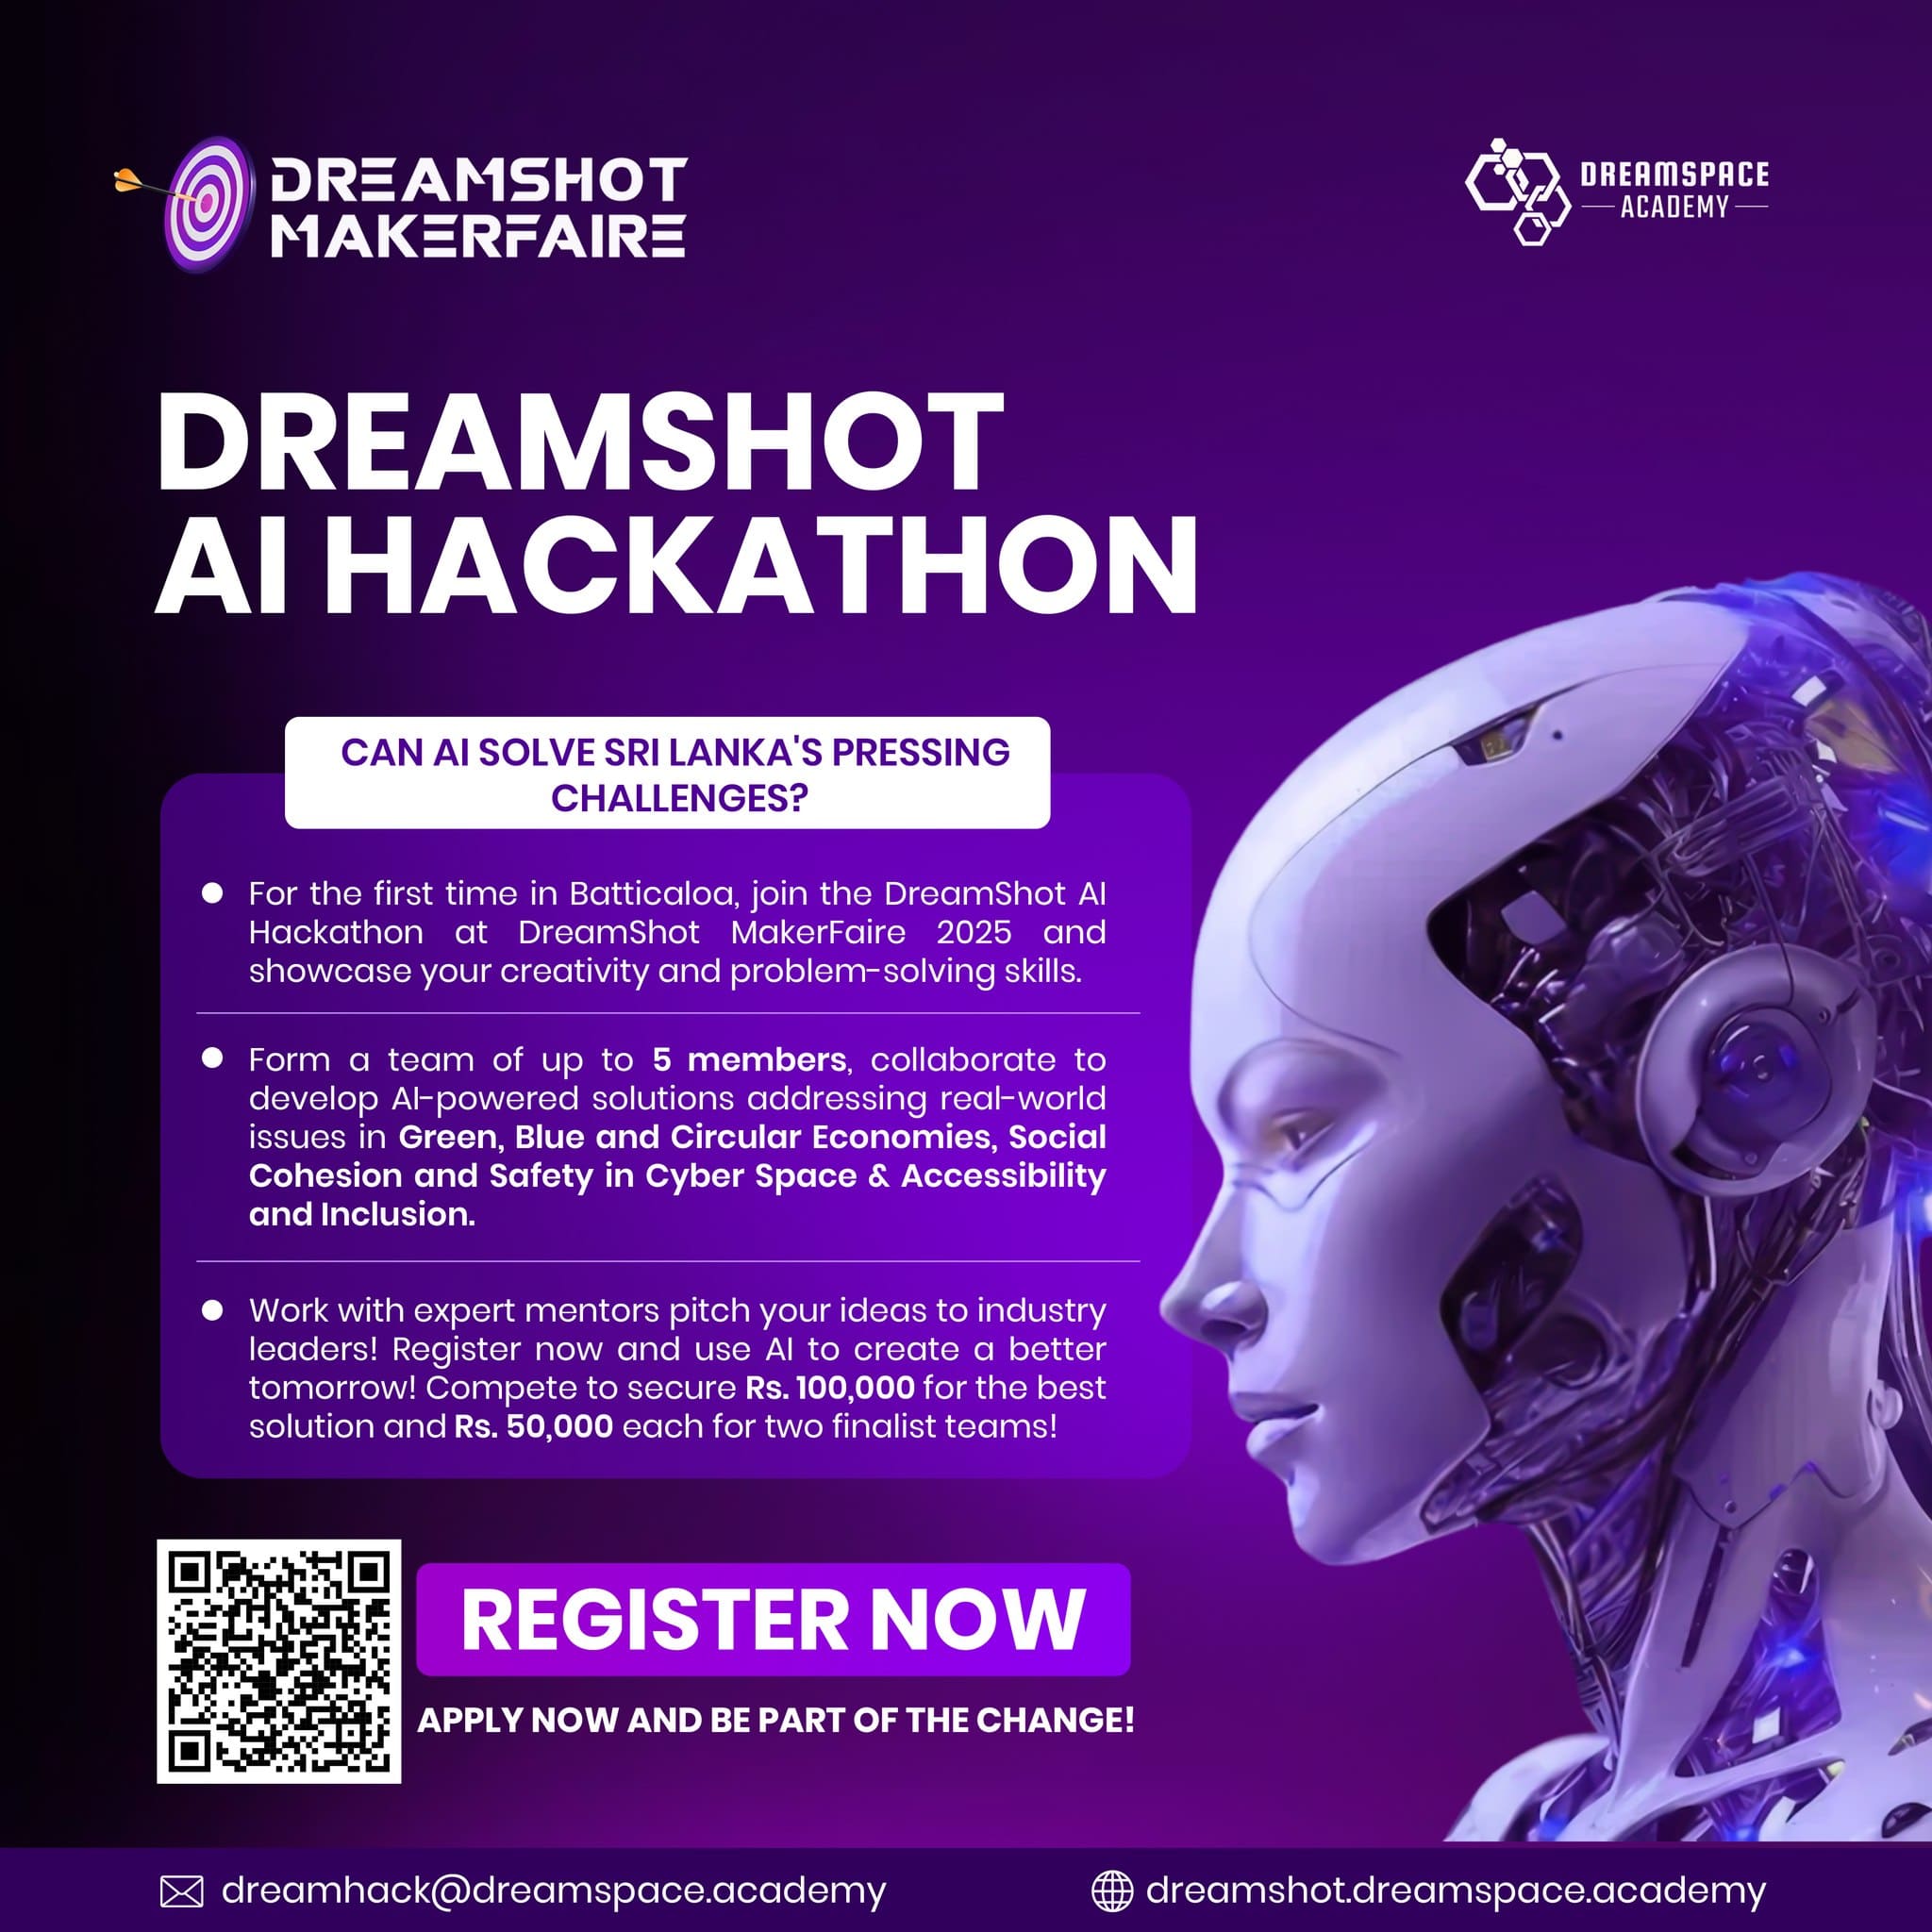 DREAMSHOT
MAKERFAIRE
DREAMSPACE
ACADEMY
DREAMSHOT
AI HACKATHON
CAN AI SOLVE SRI LANKA'S PRESSING
CHALLENGES?
For the first time in Batticaloa, join the DreamShot AI
Hackathon at DreamShot MakerFaire 2025 and
showcase your creativity and problem-solving skills.
Form a team of up to 5 members, collaborate to
develop AI-powered solutions addressing real-world
issues in Green, Blue and Circular Economies, Social
Cohesion and Safety in Cyber Space & Accessibility
and Inclusion.
Work with expert mentors pitch your ideas to industry
leaders! Register now and use AI to create a better
tomorrow! Compete to secure Rs. 100,000 for the best
solution and Rs. 50,000 each for two finalist teams!
REGISTER NOW
APPLY NOW AND BE PART OF THE CHANGE!
dreamhack@dreamspace.academy
dreamshot.dreamspace.academy